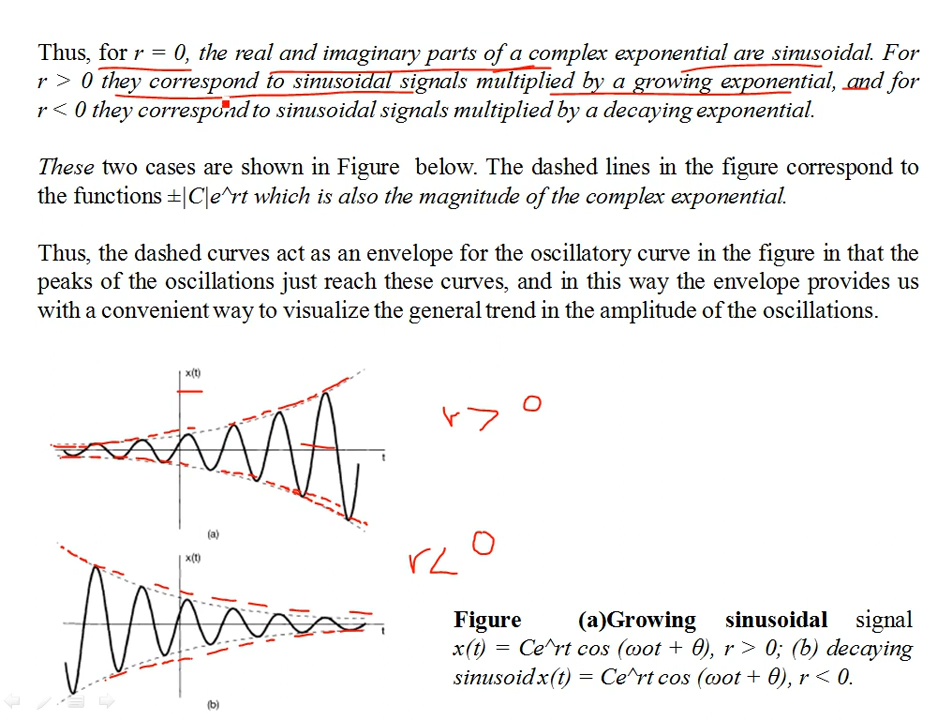 Thus, for r = 0, the real and imaginary parts of a complex exponential are sinusoidal. For
r > 0 they correspond to sinusoidal signals multiplied by a growing exponential, and for
r < 0 they correspond to sinusoidal signals multiplied by a decaying exponential.
These two cases are shown in Figure below. The dashed lines in the figure correspond to
the functions ±|C|e^rt which is also the magnitude of the complex exponential.
Thus, the dashed curves act as an envelope for the oscillatory curve in the figure in that the
peaks of the oscillations just reach these curves, and in this way the envelope provides us
with a convenient way to visualize the general trend in the amplitude of the oscillations.
x(t)
r > 0
t
(a)
r < 0
x(t)
t
(b)
Figure (a)Growing sinusoidal signal
x(t) = Ce^rt cos (ωot + θ), r > 0; (b) decaying
sinusoid x(t) = Ce^rt cos (ωot + θ), r < 0.